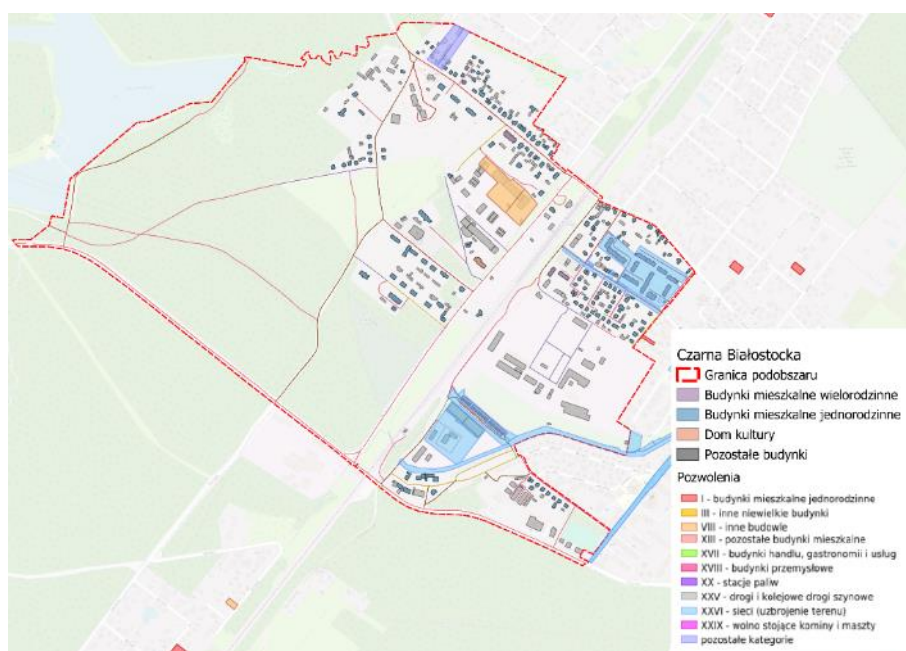 Czarna Białostocka
Granica podobszaru
Budynki mieszkalne wielorodzinne
Budynki mieszkalne jednorodzinne
Dom kultury
Pozostałe budynki
Pozwolenia
I - budynki mieszkalne jednorodzinne
III - inne niewielkie budynki
VIII - inne budowle
XIII - pozostałe budynki mieszkalne
XVII - budynki handlu, gastronomii i usług
XVIII - budynki przemysłowe
XX - stacje paliw
XXV - drogi i kolejowe drogi szynowe
XXVI - sieci (uzbrojenie terenu)
XXIX - wolno stojące kominy i maszty
pozostałe kategorie